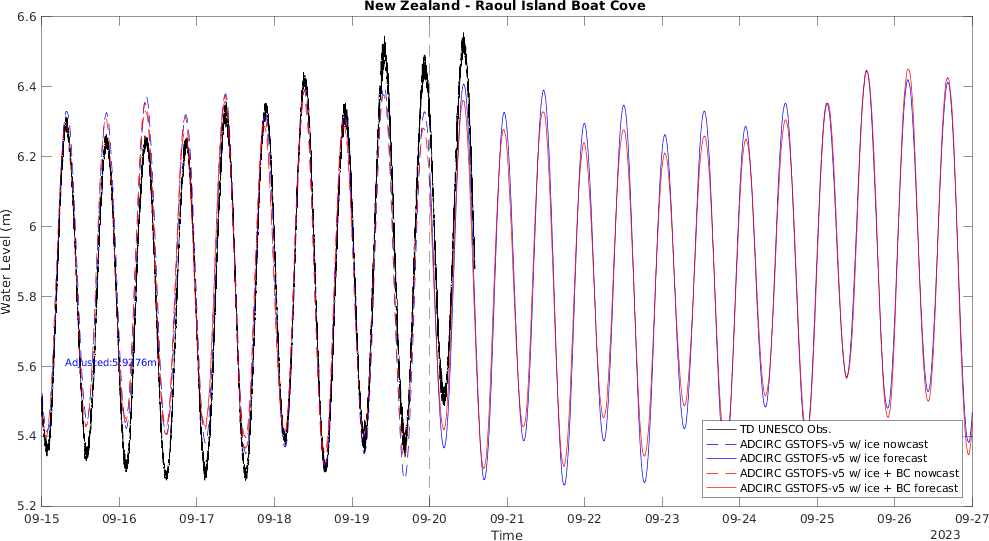 New Zealand - Raoul Island Boat Cove
6.6
6.4
6.2
6
5.8
5.6
5.4
5.2
Water Level (m)
Adjusted:5.9276m
TD UNESCO Obs.
ADCIRC GSTOFS-v5 w/ ice nowcast
ADCIRC GSTOFS-v5 w/ ice forecast
ADCIRC GSTOFS-v5 w/ ice + BC nowcast
ADCIRC GSTOFS-v5 w/ ice + BC forecast
09-15 09-16 09-17 09-18 09-19 09-20 09-21 09-22 09-23 09-24 09-25 09-26 09-27
Time
2023